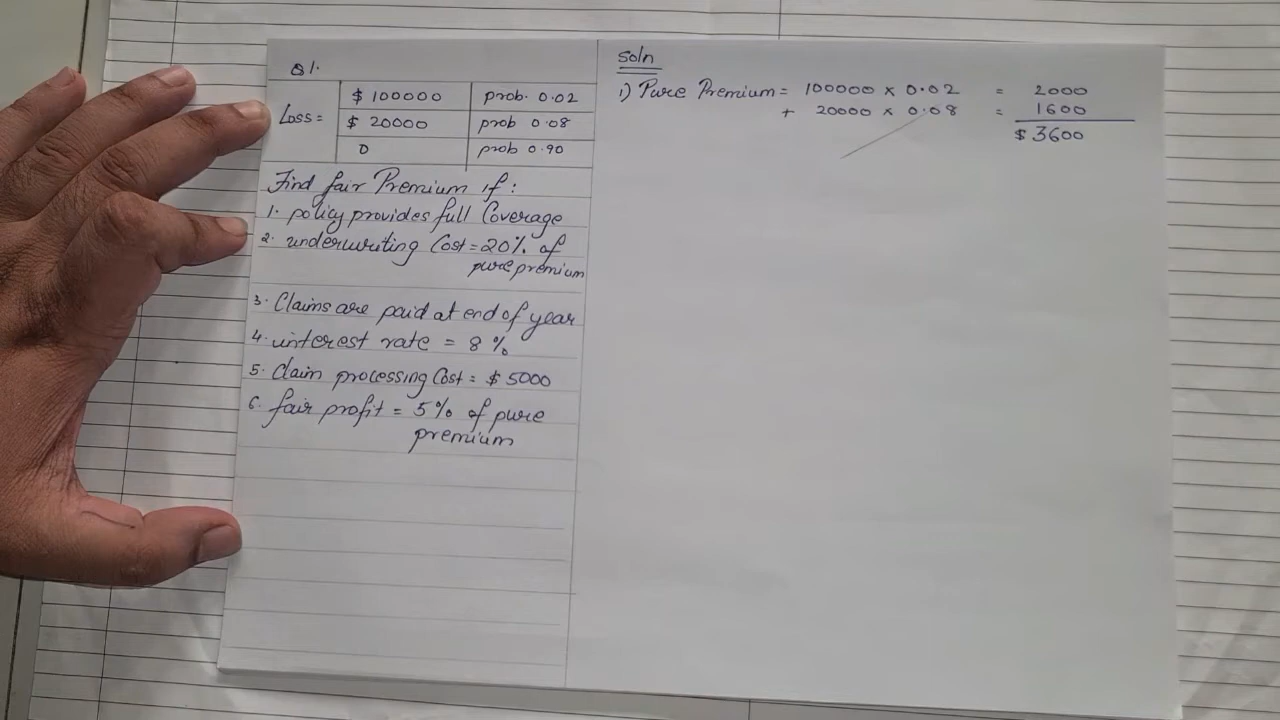 Q1.
Loss = $ 100000 prob. 0.02
$ 20000 prob 0.08
0 prob 0.90
Find fair Premium if :
1. policy provides full Coverage
2. underwriting Cost = 20% of
pure premium
3. Claims are paid at end of year
4. interest rate = 8 %
5. Claim processing Cost = $ 5000
6. fair profit = 5% of pure
premium
Soln
1) Pure Premium = 100000 x 0.02 = 2000
+ 20000 x 0.08 = 1600
$ 3600